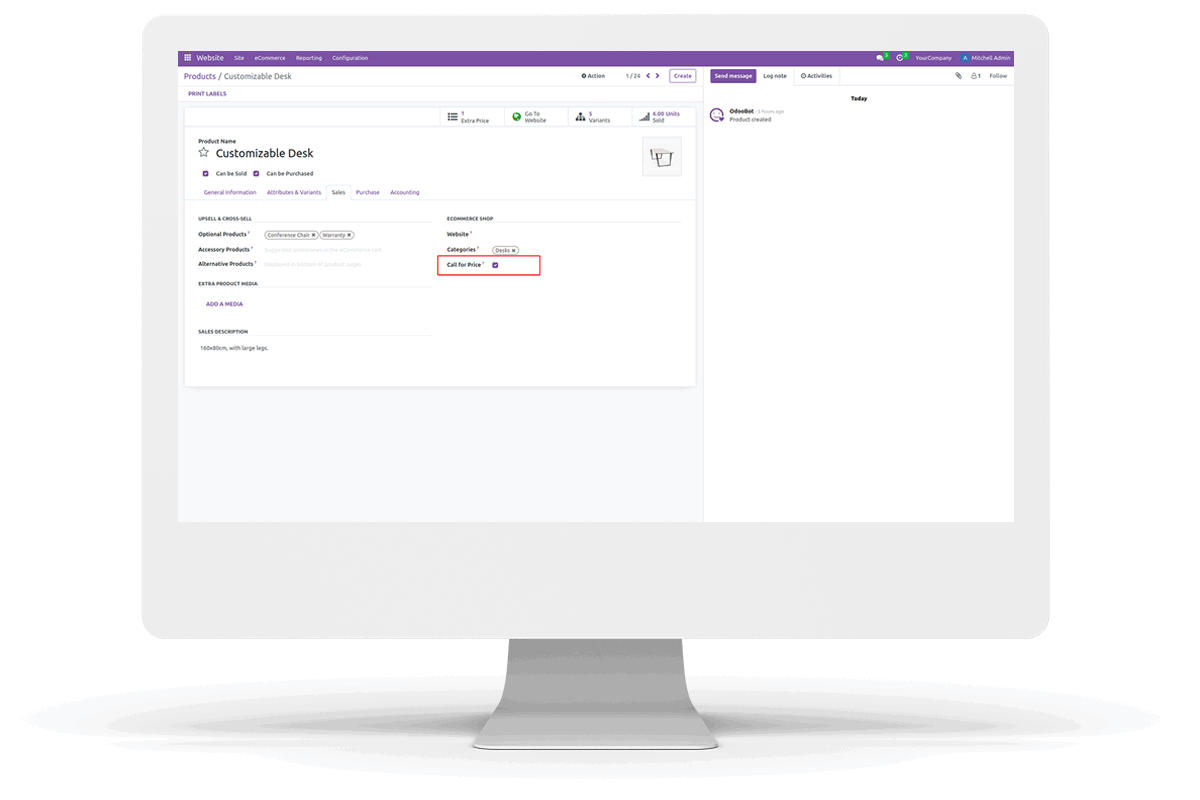 Website Site eCommerce Reporting Configuration 5 3 YourCompany A Mitchell Admin
Products / Customizable Desk Action 1 / 24 Create Send message Log note Activities 1 Follow
PRINT LABELS
Today
1 Extra Price
Go To Website
5 Variants
4.00 Units Sold
OdooBot - 5 hours ago
Product created
Product Name
Customizable Desk
Can be Sold Can be Purchased
General Information Attributes & Variants Sales Purchase Accounting
UPSELL & CROSS-SELL
Optional Products ? Conference Chair × Warranty ×
Accessory Products ? Suggested accessories in the eCommerce cart
Alternative Products ? Displayed in bottom of product pages
EXTRA PRODUCT MEDIA
ADD A MEDIA
SALES DESCRIPTION
160x80cm, with large legs.
ECOMMERCE SHOP
Website ?
Categories ? Desks ×
Call for Price ?